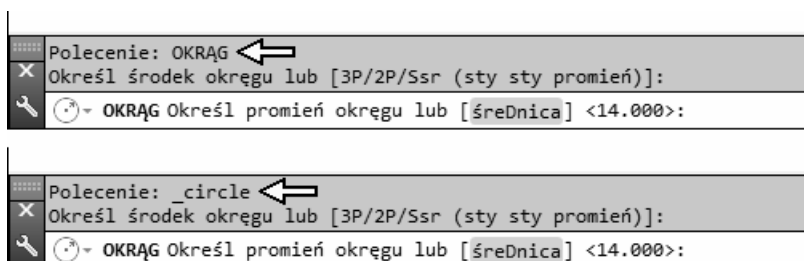 Polecenie: OKRĄG
Określ środek okręgu lub [3P/2P/Ssr (sty sty promień)]:
OKRĄG Określ promień okręgu lub [śreDnica] <14.000>:
Polecenie: _circle
Określ środek okręgu lub [3P/2P/Ssr (sty sty promień)]:
OKRĄG Określ promień okręgu lub [śreDnica] <14.000>: